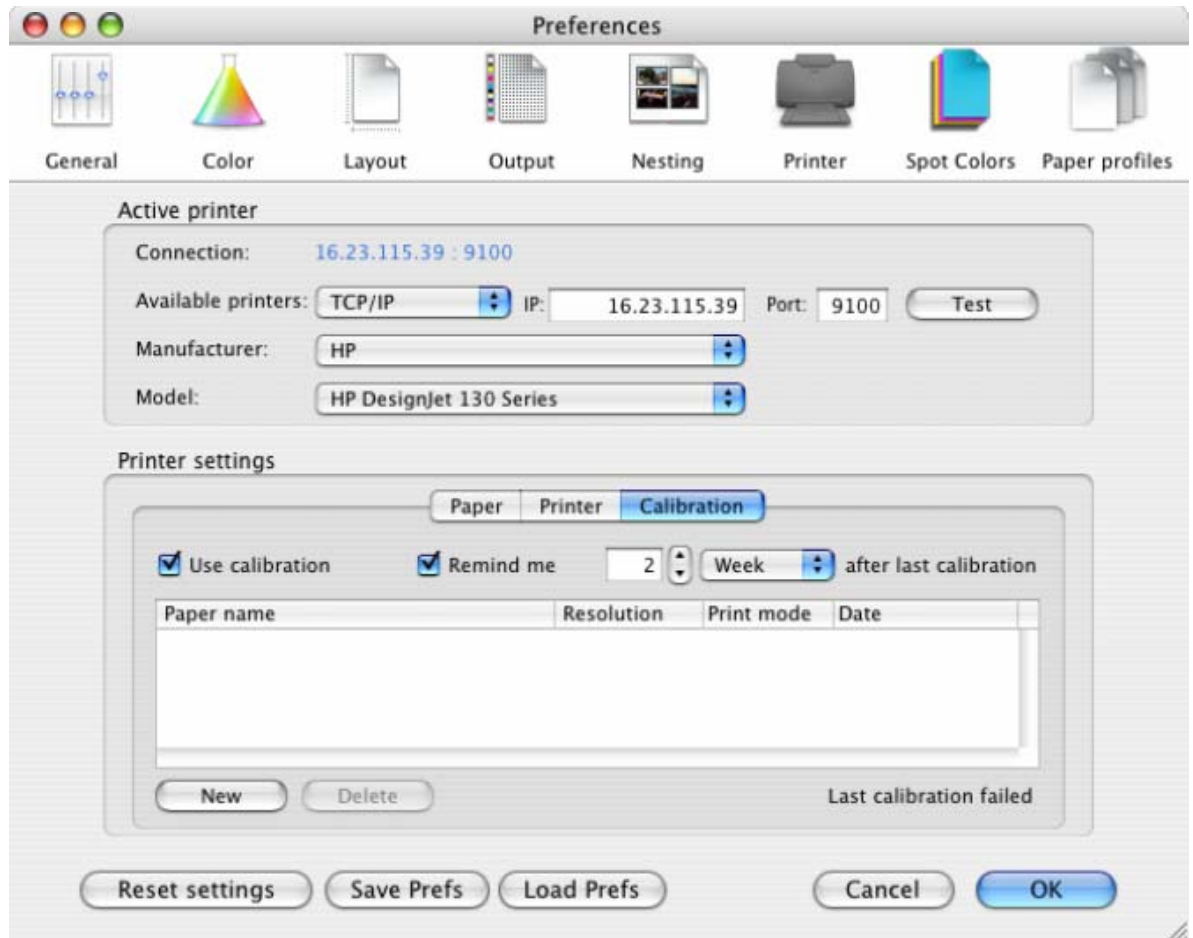 Preferences
General Color Layout Output Nesting Printer Spot Colors Paper profiles
Active printer
Connection: 16.23.115.39 : 9100
Available printers: TCP/IP IP: 16.23.115.39 Port: 9100 Test
Manufacturer: HP
Model: HP DesignJet 130 Series
Printer settings
Paper Printer Calibration
Use calibration Remind me 2 Week after last calibration
Paper name Resolution Print mode Date
New Delete Last calibration failed
Reset settings Save Prefs Load Prefs Cancel OK